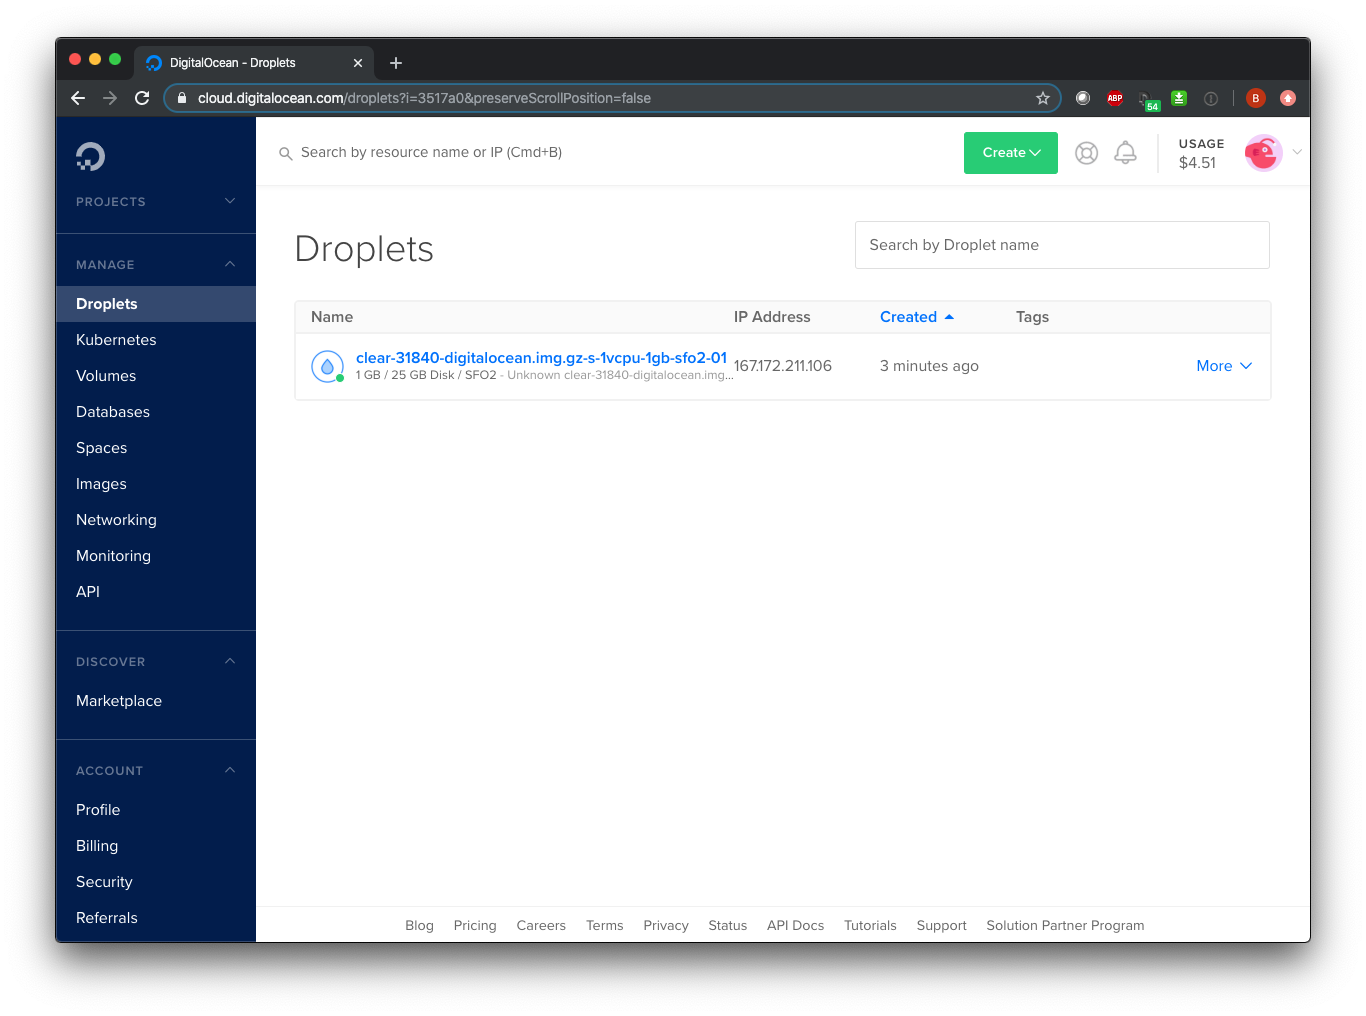 DigitalOcean - Droplets
cloud.digitalocean.com/droplets?i=3517a0&preserveScrollPosition=false
ABP
54
B
Search by resource name or IP (Cmd+B)
Create
USAGE
$4.51
PROJECTS
MANAGE
Droplets
Kubernetes
Volumes
Databases
Spaces
Images
Networking
Monitoring
API
DISCOVER
Marketplace
ACCOUNT
Profile
Billing
Security
Referrals
Droplets
Search by Droplet name
Name IP Address Created Tags
clear-31840-digitalocean.img.gz-s-1vcpu-1gb-sfo2-01
1 GB / 25 GB Disk / SFO2 - Unknown clear-31840-digitalocean.img...
167.172.211.106
3 minutes ago
More
Blog Pricing Careers Terms Privacy Status API Docs Tutorials Support Solution Partner Program